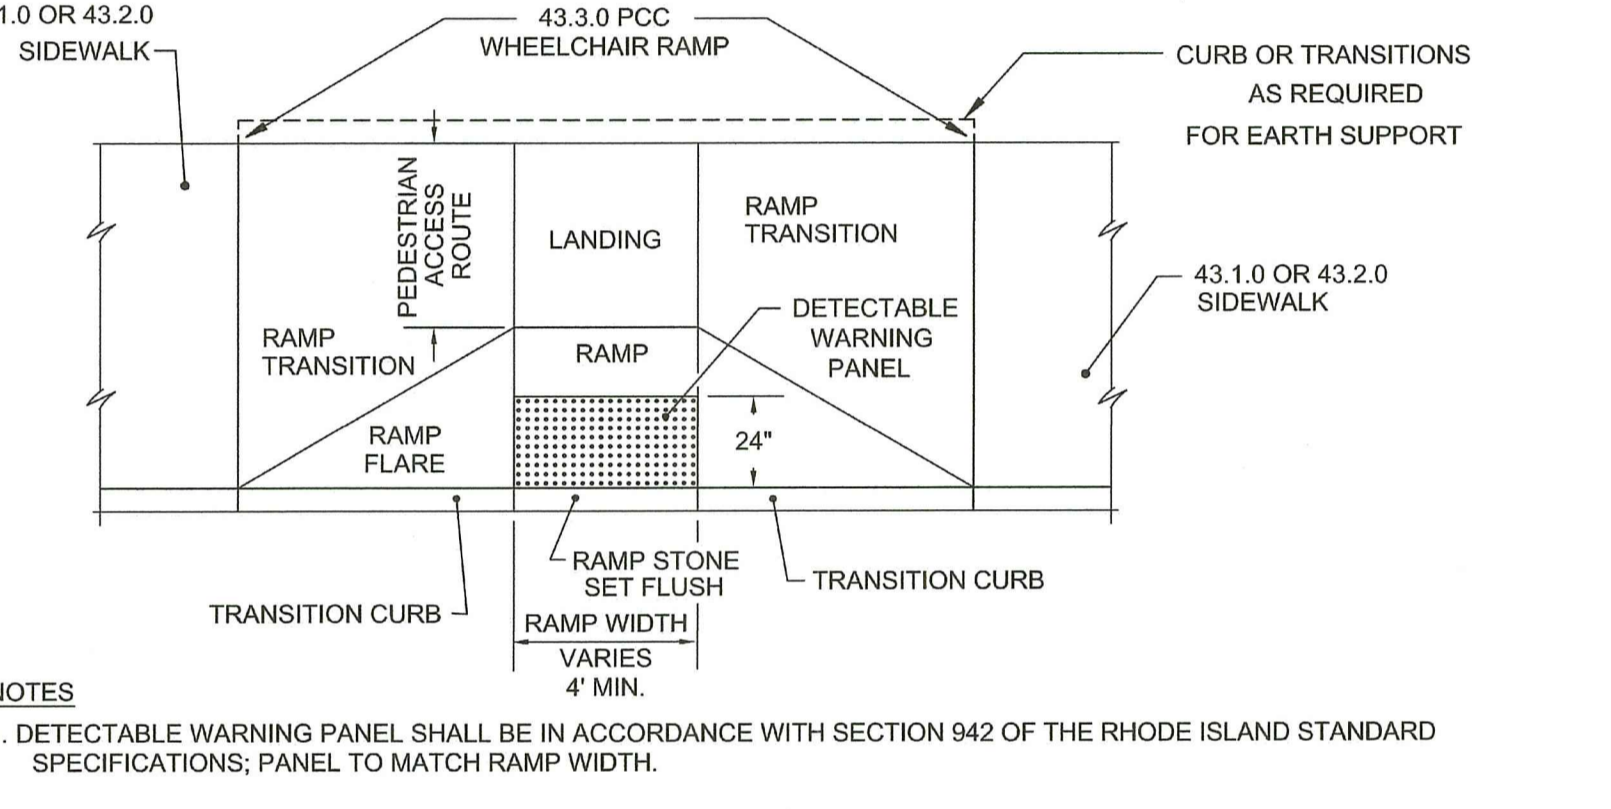 1.0 OR 43.2.0
SIDEWALK
43.3.0 PCC
WHEELCHAIR RAMP
CURB OR TRANSITIONS
AS REQUIRED
FOR EARTH SUPPORT
PEDESTRIAN
ACCESS
ROUTE
LANDING
RAMP
TRANSITION
43.1.0 OR 43.2.0
SIDEWALK
DETECTABLE
WARNING
PANEL
RAMP
TRANSITION
RAMP
RAMP
FLARE
24"
RAMP STONE
SET FLUSH
TRANSITION CURB
TRANSITION CURB
RAMP WIDTH
VARIES
4' MIN.
NOTES
. DETECTABLE WARNING PANEL SHALL BE IN ACCORDANCE WITH SECTION 942 OF THE RHODE ISLAND STANDARD
SPECIFICATIONS; PANEL TO MATCH RAMP WIDTH.